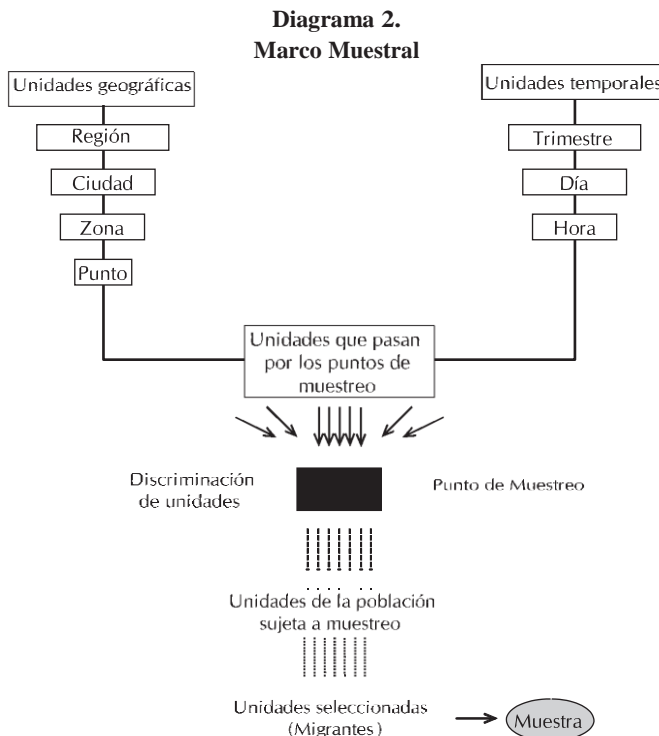 Diagrama 2.
Marco Muestral
Unidades geográficas
Región
Ciudad
Zona
Punto
Unidades temporales
Trimestre
Día
Hora
Unidades que pasan
por los puntos de
muestreo
Discriminación
de unidades
Punto de Muestreo
Unidades de la población
sujeta a muestreo
Unidades seleccionadas
(Migrantes)
Muestra